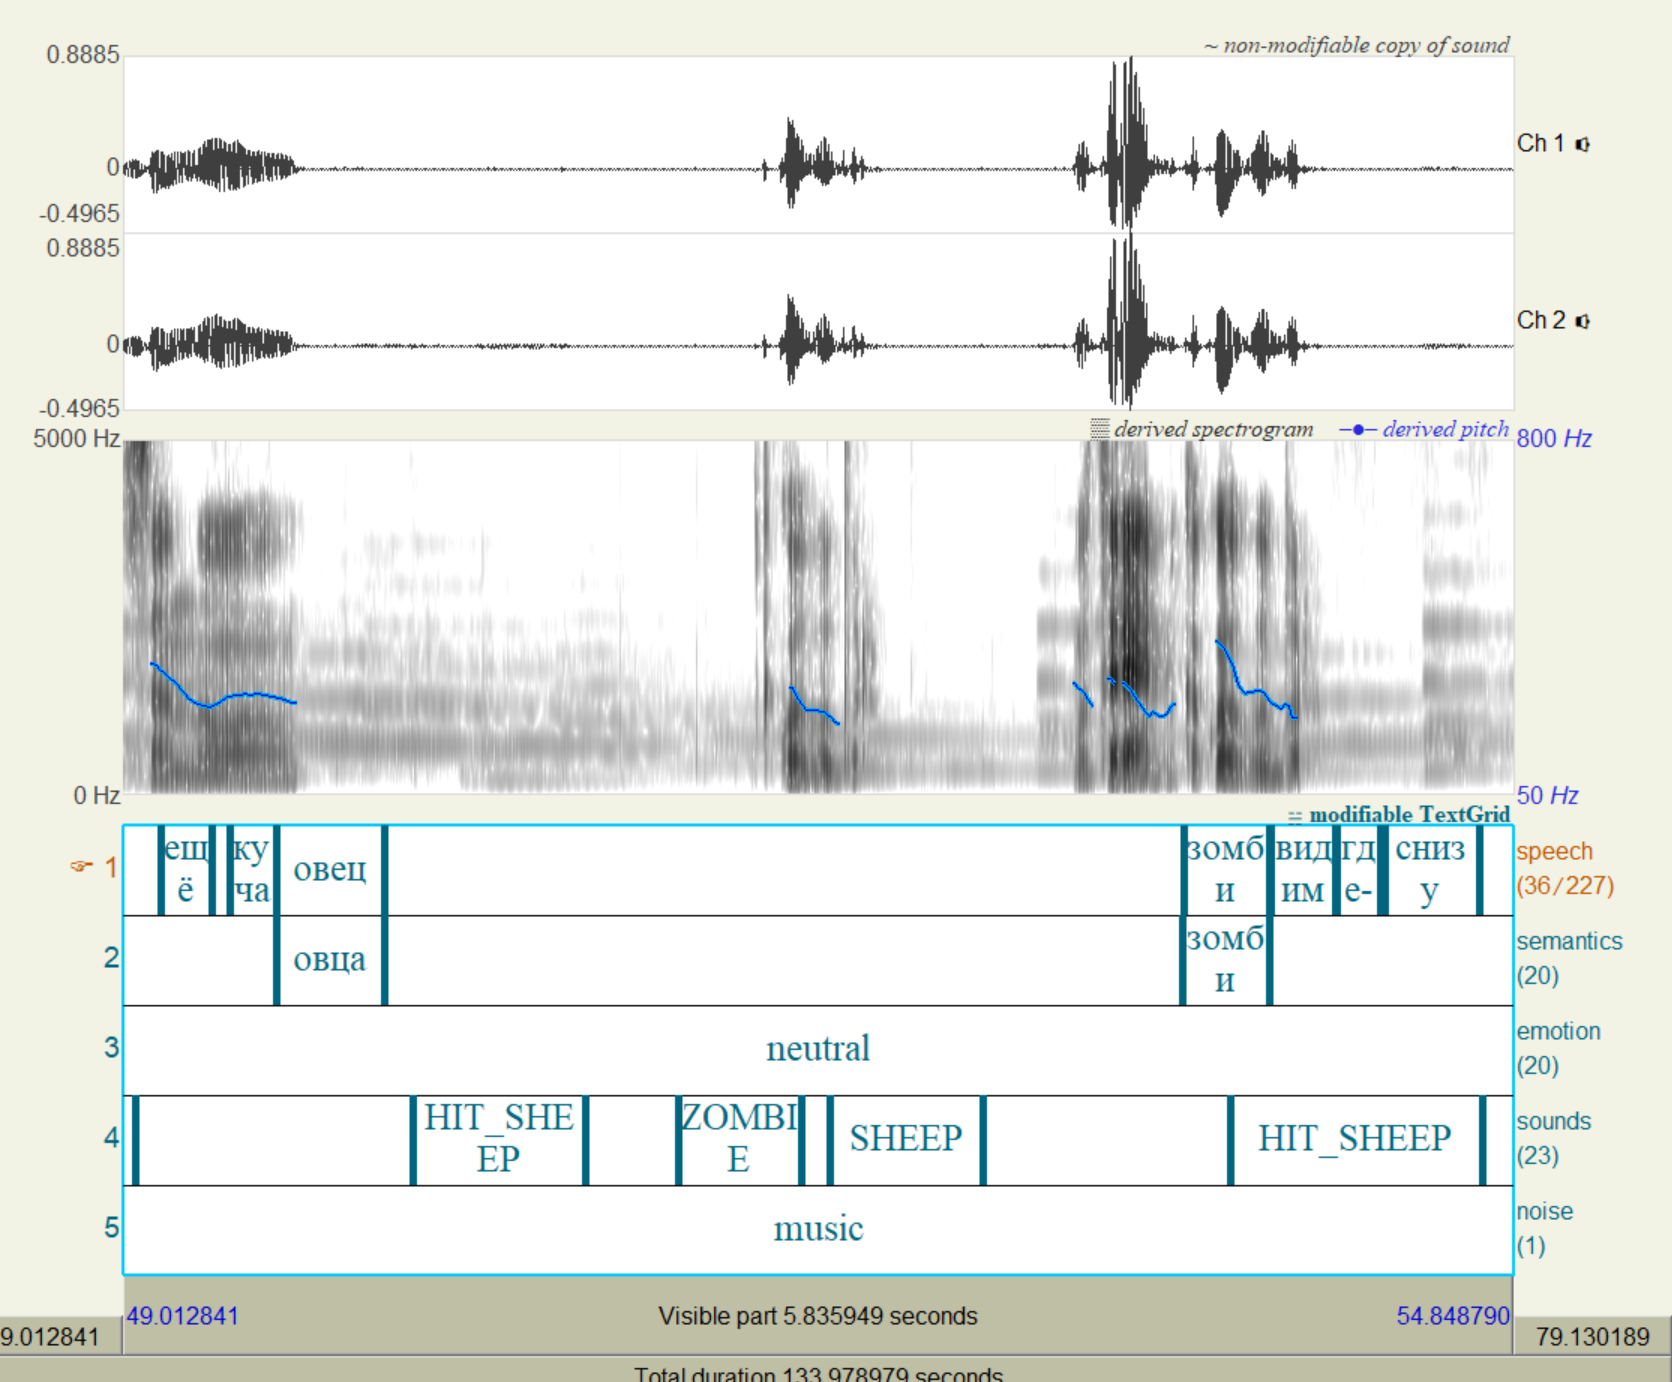 ~ non-modifiable copy of sound
0.8885
0
-0.4965
Ch 1
0.8885
0
-0.4965
Ch 2
derived spectrogram
derived pitch
5000 Hz
800 Hz
0 Hz
50 Hz
modifiable TextGrid
1
ещ
ё
ку
ча
овец
зомб
и
вид
им
гд
е-
сниз
у
speech
(36/227)
2
овца
зомб
и
semantics
(20)
3
neutral
emotion
(20)
4
HIT_SHE
EP
ZOMBI
E
SHEEP
HIT_SHEEP
sounds
(23)
5
music
noise
(1)
49.012841
Visible part 5.835949 seconds
54.848790
9.012841
79.130189
Total duration 133.978979 seconds